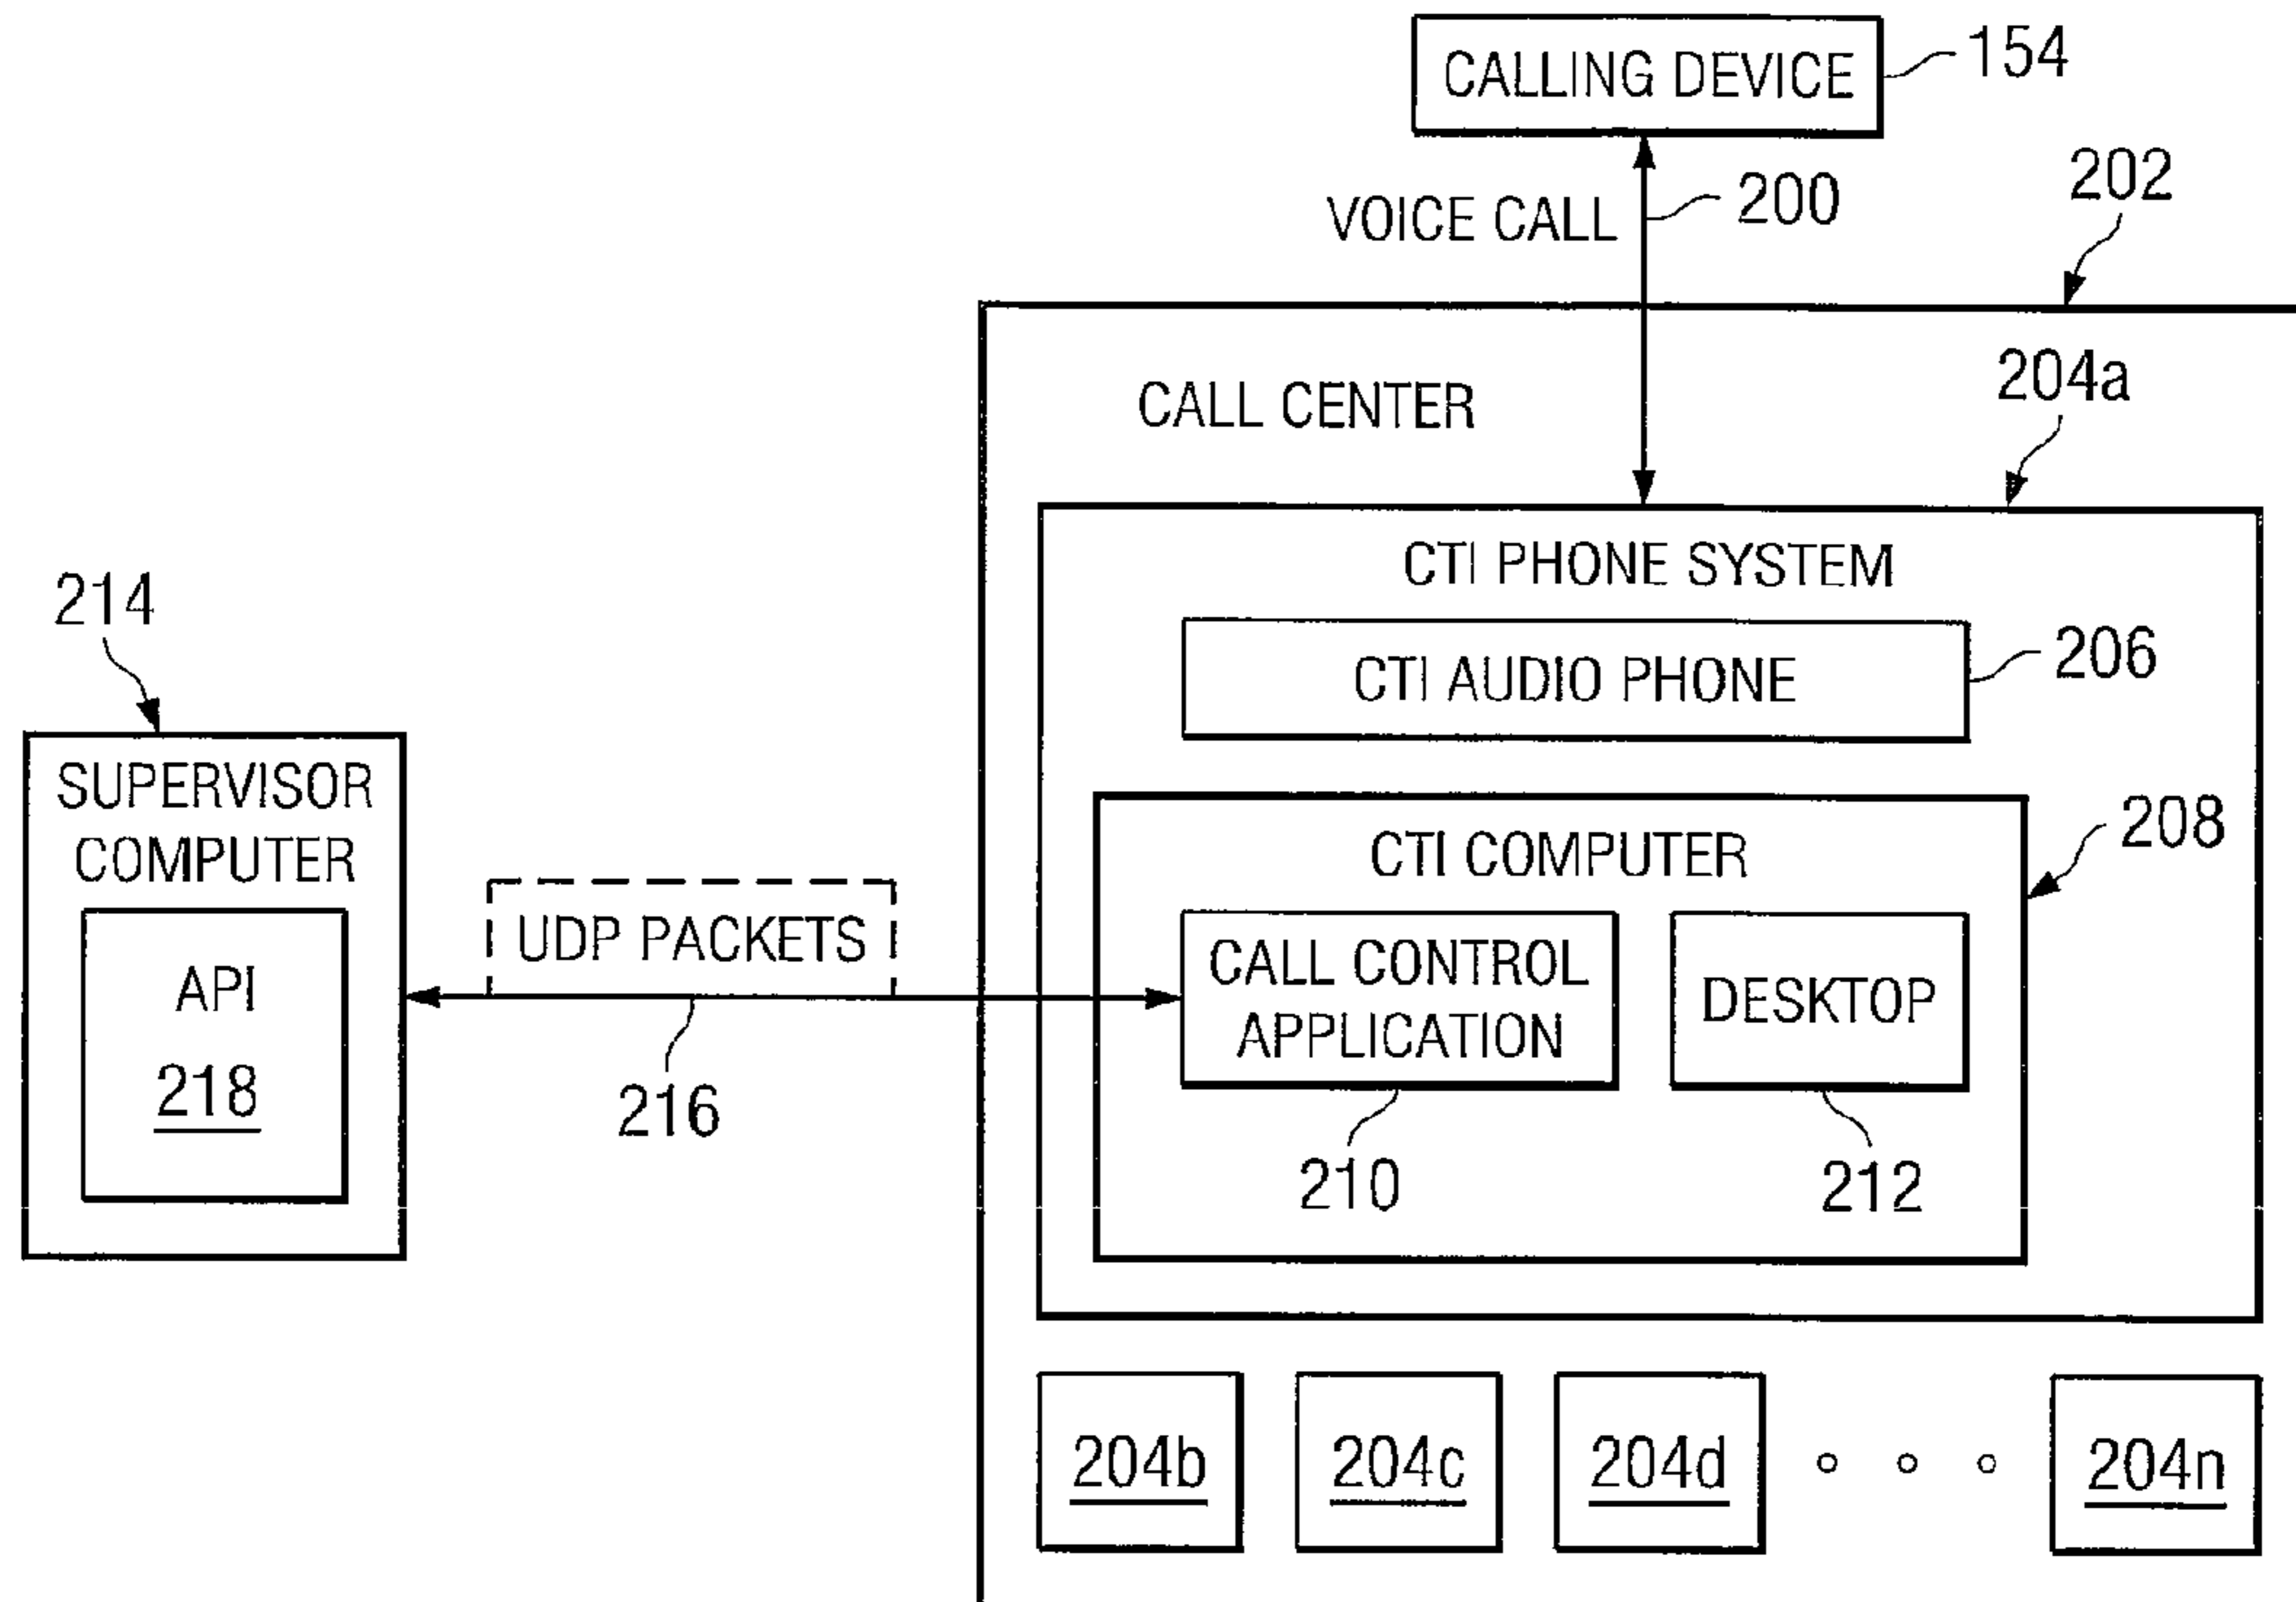 CALLING DEVICE
154
VOICE CALL
200
202
CALL CENTER
204a
CTI PHONE SYSTEM
CTI AUDIO PHONE
206
214
SUPERVISOR
COMPUTER
API
218
UDP PACKETS
216
CTI COMPUTER
208
CALL CONTROL
APPLICATION
210
DESKTOP
212
204b
204c
204d
204n